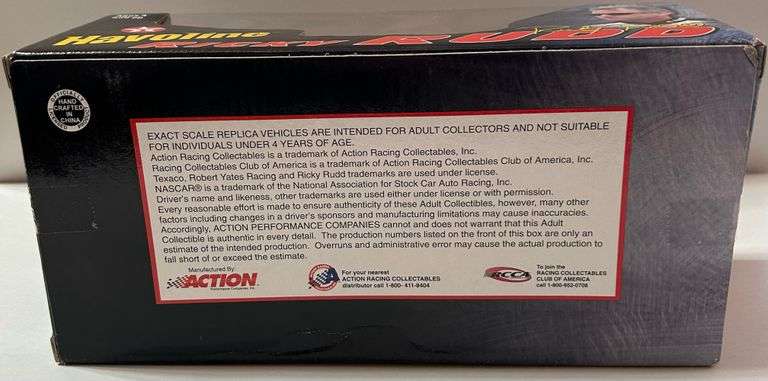 Havoline
RICKY RUDD
OFFICIALLY
HAND
CRAFTED
IN
CHINA
EXACT SCALE REPLICA VEHICLES ARE INTENDED FOR ADULT COLLECTORS AND NOT SUITABLE
FOR INDIVIDUALS UNDER 4 YEARS OF AGE.
Action Racing Collectables is a trademark of Action Racing Collectables, Inc.
Racing Collectables Club of America is a trademark of Action Racing Collectables Club of America, Inc.
Texaco, Robert Yates Racing and Ricky Rudd trademarks are used under license.
NASCAR® is a trademark of the National Association for Stock Car Auto Racing, Inc.
Driver's name and likeness, other trademarks are used either under license or with permission.
Every reasonable effort is made to ensure authenticity of these Adult Collectibles, however, many other
factors including changes in a driver's sponsors and manufacturing limitations may cause inaccuracies.
Accordingly, ACTION PERFORMANCE COMPANIES cannot and does not warrant that this Adult
Collectible is authentic in every detail. The production numbers listed on the front of this box are only an
estimate of the intended production. Overruns and administrative error may cause the actual production to
fall short of or exceed the estimate.
Manufactured By:
ACTION
Performance Companies, Inc.
For your nearest
ACTION RACING COLLECTABLES
distributor call 1-800-411-8404
RCCA
To join the
RACING COLLECTABLES
CLUB OF AMERICA
call 1-800-952-0708